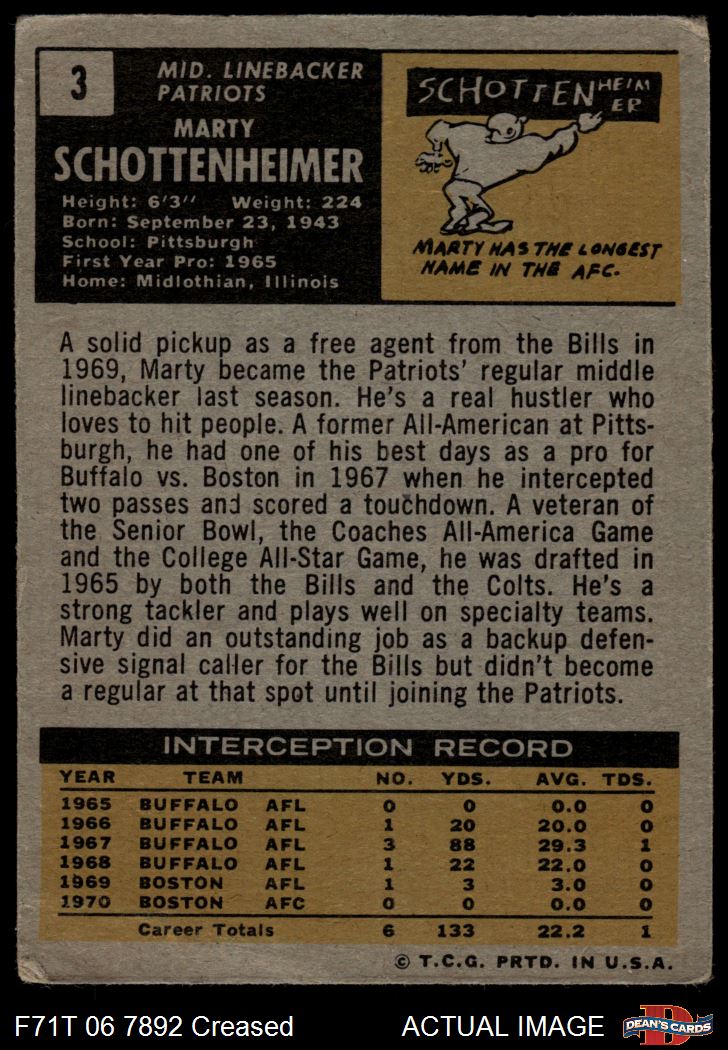 3
MID. LINEBACKER
PATRIOTS
MARTY
SCHOTTENHEIMER
Height: 6'3" Weight: 224
Born: September 23, 1943
School: Pittsburgh
First Year Pro: 1965
Home: Midlothian, Illinois
SCHOTTENHEIM
ER
MARTY HAS THE LONGEST
NAME IN THE AFC.
A solid pickup as a free agent from the Bills in
1969, Marty became the Patriots' regular middle
linebacker last season. He's a real hustler who
loves to hit people. A former All-American at Pitts-
burgh, he had one of his best days as a pro for
Buffalo vs. Boston in 1967 when he intercepted
two passes and scored a touchdown. A veteran of
the Senior Bowl, the Coaches All-America Game
and the College All-Star Game, he was drafted in
1965 by both the Bills and the Colts. He's a
strong tackler and plays well on specialty teams.
Marty did an outstanding job as a backup defen-
sive signal caller for the Bills but didn't become
a regular at that spot until joining the Patriots.
INTERCEPTION RECORD
YEAR TEAM NO. YDS. AVG. TDS.
1965 BUFFALO AFL 0 0 0.0 0
1966 BUFFALO AFL 1 20 20.0 0
1967 BUFFALO AFL 3 88 29.3 1
1968 BUFFALO AFL 1 22 22.0 0
1969 BOSTON AFL 1 3 3.0 0
1970 BOSTON AFC 0 0 0.0 0
Career Totals 6 133 22.2 1
© T.C.G. PRTD. IN U.S.A.
F71T 06 7892 Creased ACTUAL IMAGE
D
DEAN'S CARDS